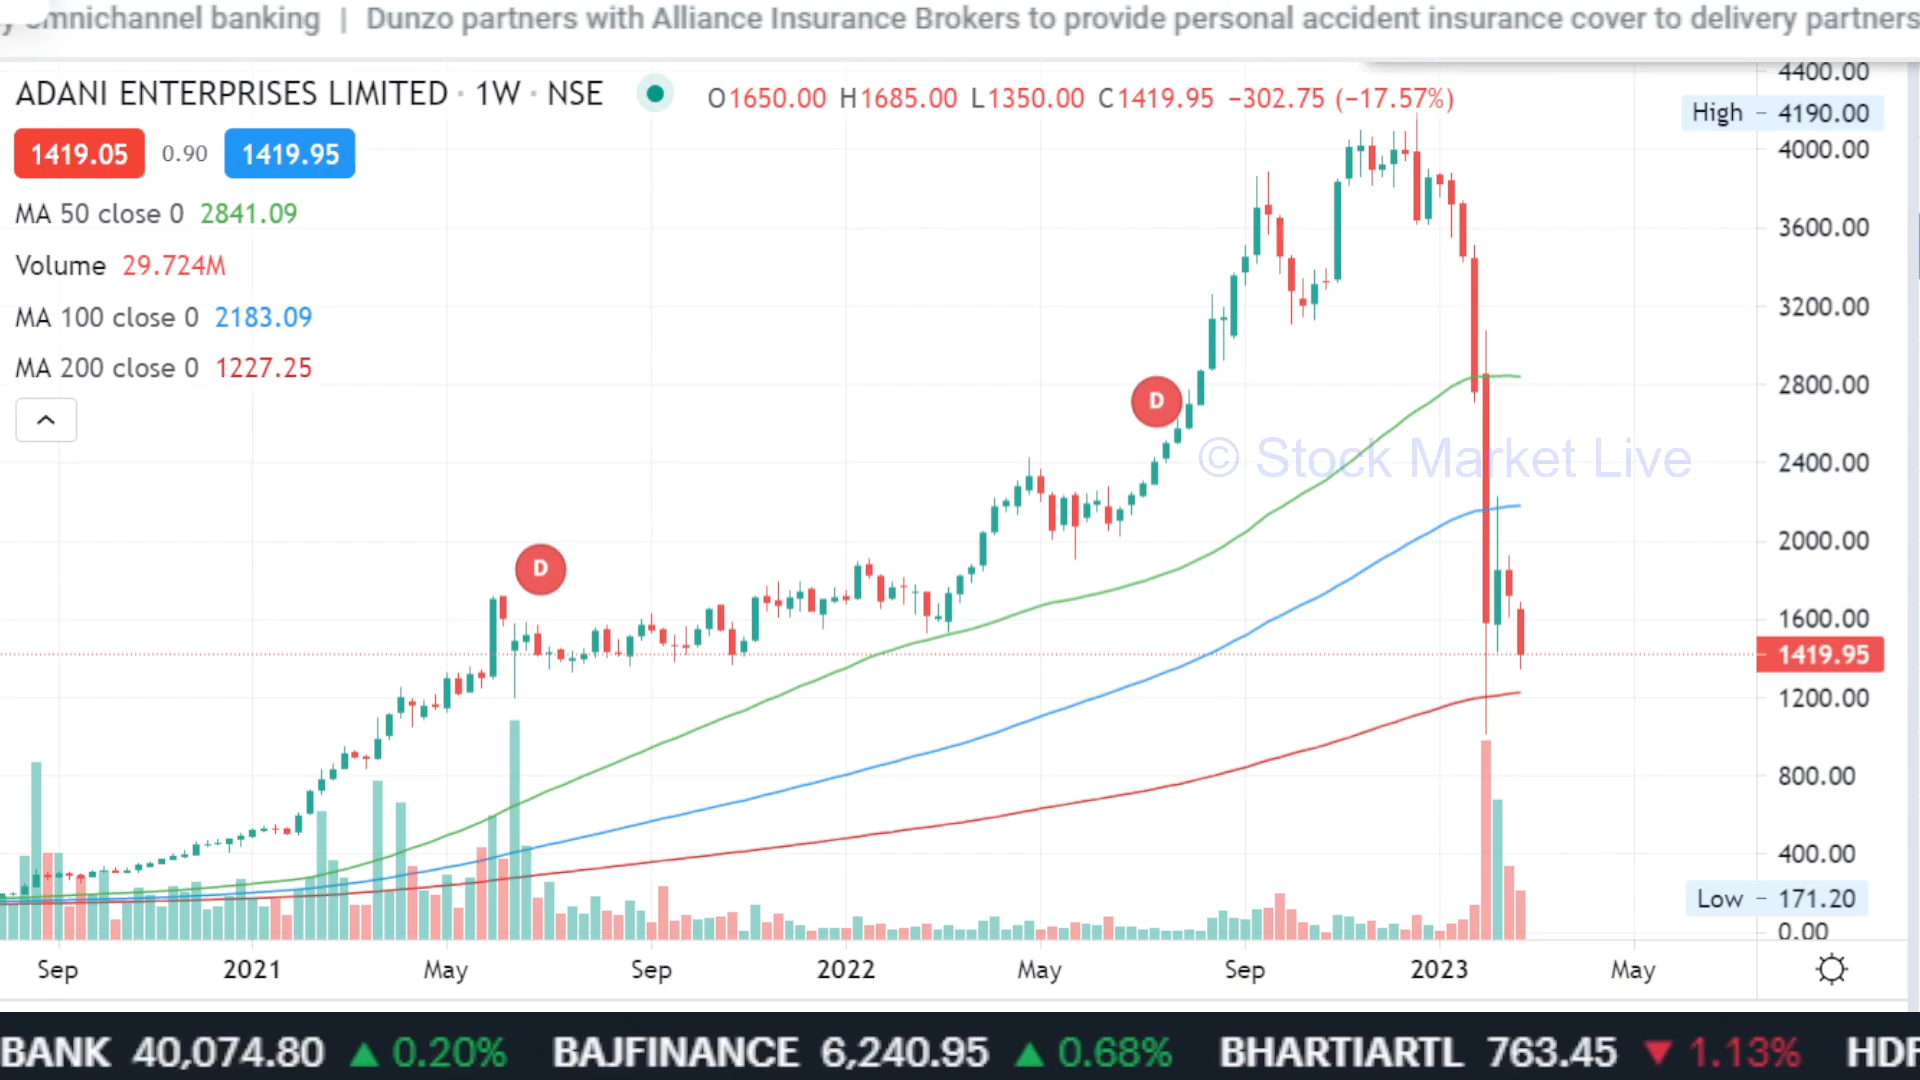 omnichannel banking | Dunzo partners with Alliance Insurance Brokers to provide personal accident insurance cover to delivery partners
ADANI ENTERPRISES LIMITED · 1W · NSE O1650.00 H1685.00 L1350.00 C1419.95 −302.75 (−17.57%)
1419.05 0.90 1419.95
MA 50 close 0 2841.09
Volume 29.724M
MA 100 close 0 2183.09
MA 200 close 0 1227.25
D
D
© Stock Market Live
4400.00
High - 4190.00
4000.00
3600.00
3200.00
2800.00
2400.00
2000.00
1600.00
1419.95
1200.00
800.00
400.00
Low - 171.20
0.00
Sep 2021 May Sep 2022 May Sep 2023 May
BANK 40,074.80 ▲ 0.20% BAJFINANCE 6,240.95 ▲ 0.68% BHARTIARTL 763.45 ▼ 1.13% HDF